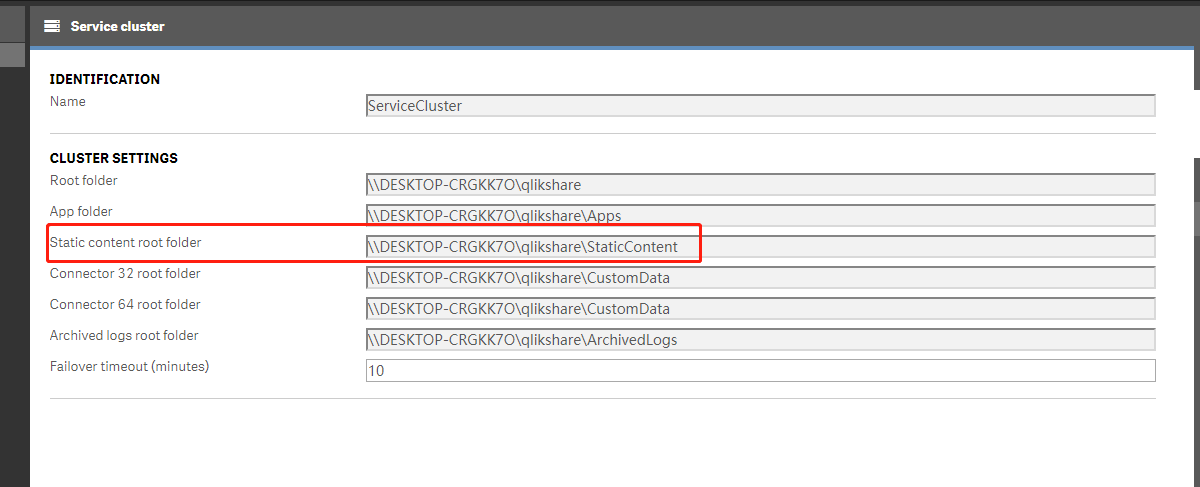 Service cluster
IDENTIFICATION
Name
ServiceCluster
CLUSTER SETTINGS
Root folder
\\DESKTOP-CRGKK7O\qlikshare
App folder
\\DESKTOP-CRGKK7O\qlikshare\Apps
Static content root folder
\\DESKTOP-CRGKK7O\qlikshare\StaticContent
Connector 32 root folder
\\DESKTOP-CRGKK7O\qlikshare\CustomData
Connector 64 root folder
\\DESKTOP-CRGKK7O\qlikshare\CustomData
Archived logs root folder
\\DESKTOP-CRGKK7O\qlikshare\ArchivedLogs
Failover timeout (minutes)
10